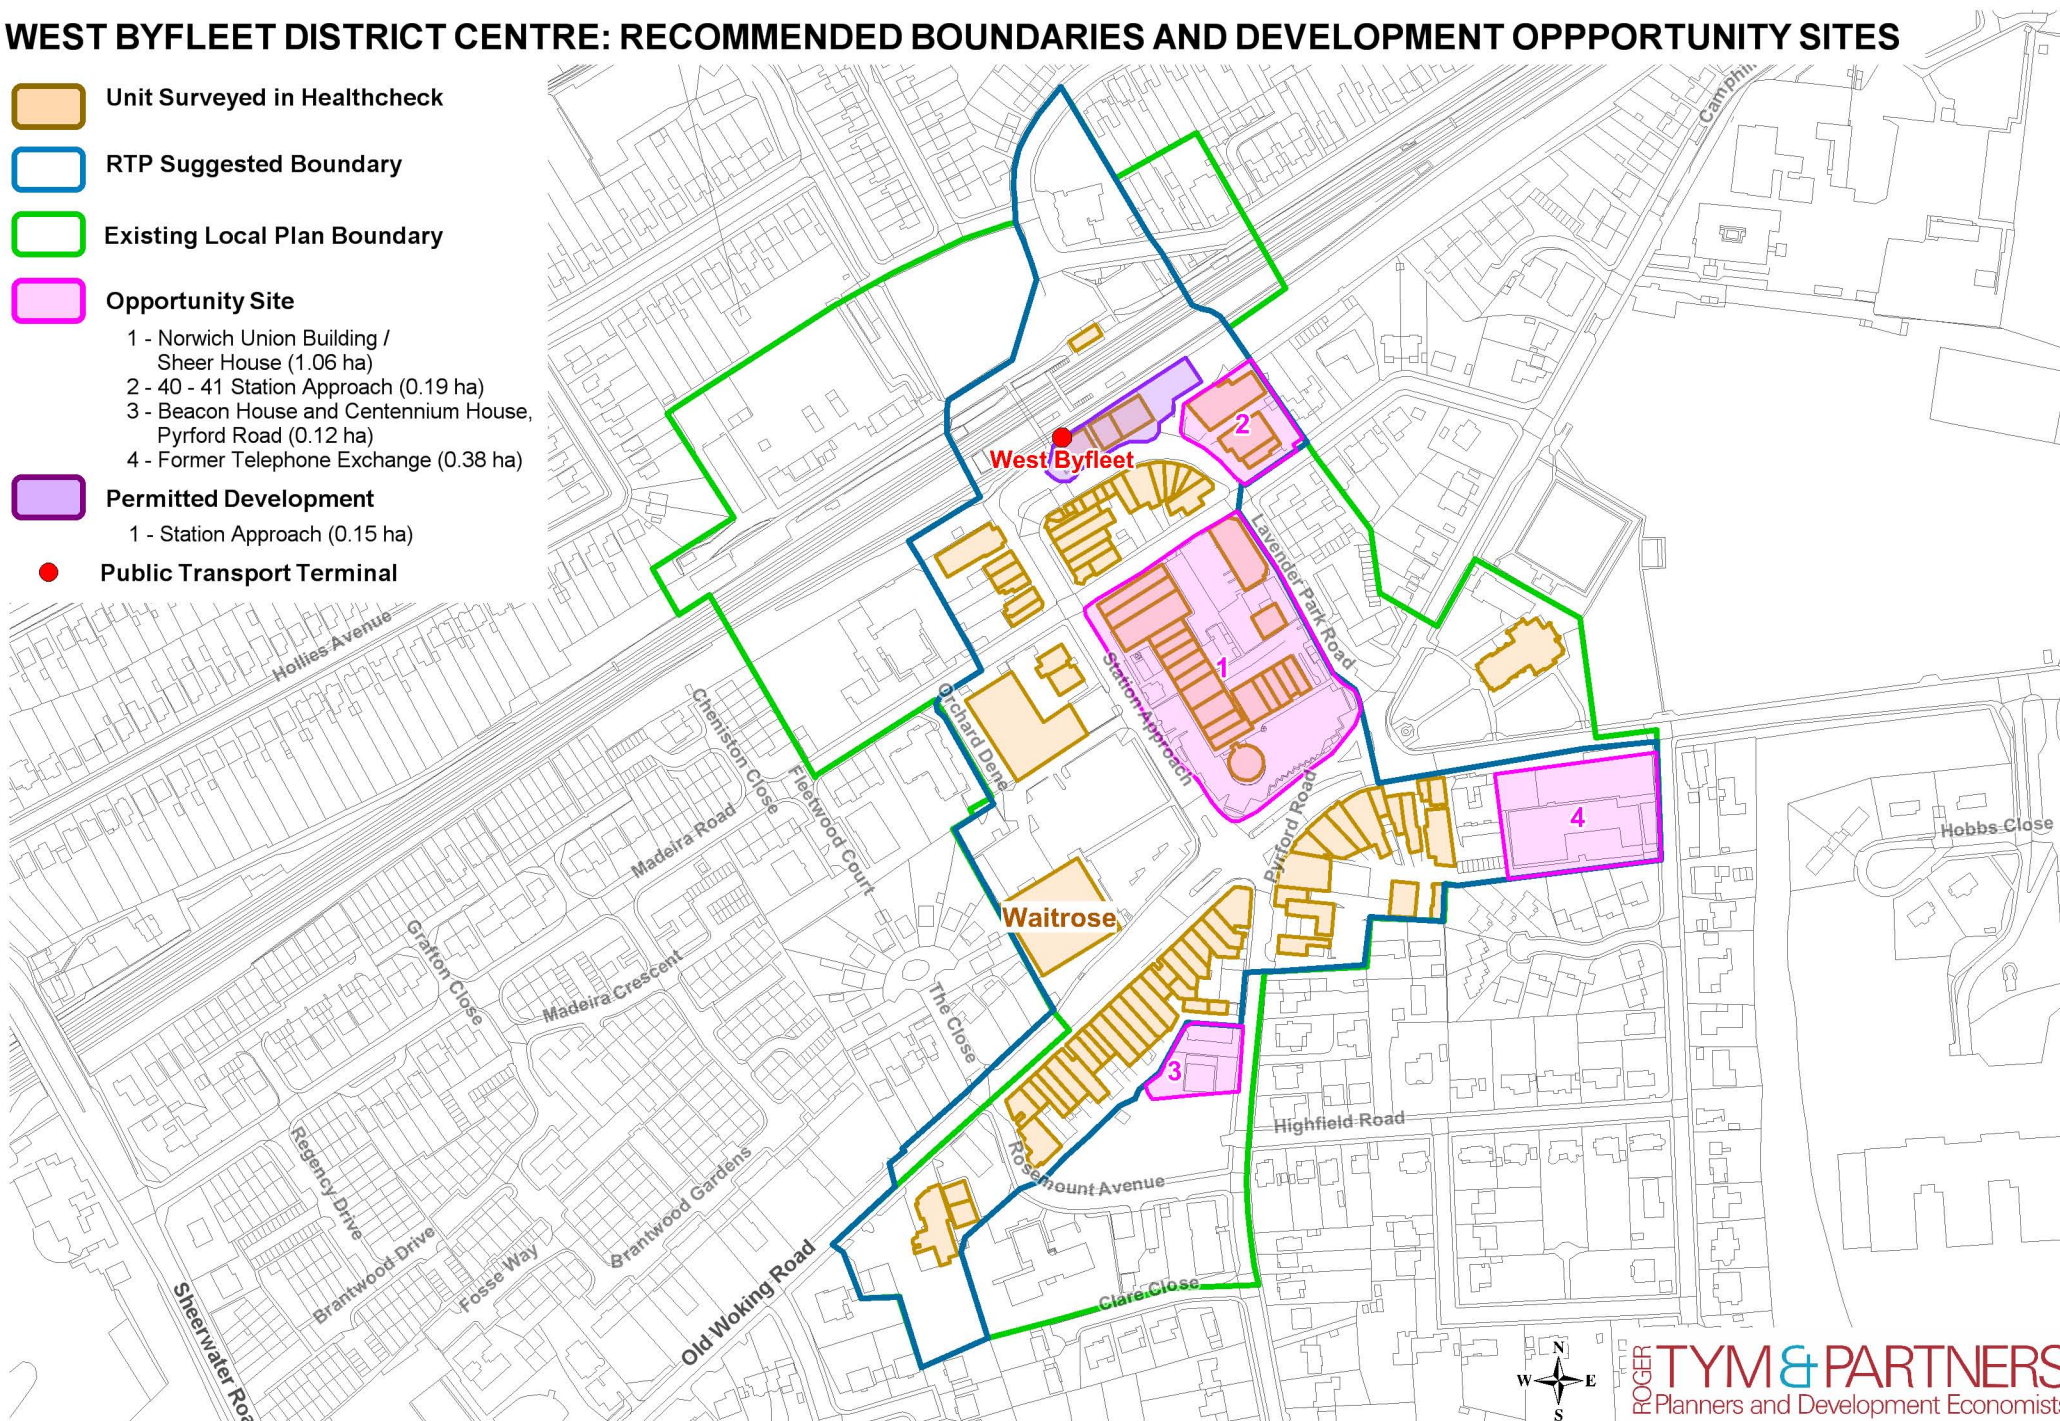 WEST BYFLEET DISTRICT CENTRE: RECOMMENDED BOUNDARIES AND DEVELOPMENT OPPPORTUNITY SITES
Unit Surveyed in Healthcheck
RTP Suggested Boundary
Existing Local Plan Boundary
Opportunity Site
1 - Norwich Union Building /
Sheer House (1.06 ha)
2 - 40 - 41 Station Approach (0.19 ha)
3 - Beacon House and Centennium House,
Pyrford Road (0.12 ha)
4 - Former Telephone Exchange (0.38 ha)
Permitted Development
1 - Station Approach (0.15 ha)
Public Transport Terminal
2
West Byfleet
Lavender Park Road
Hollies Avenue
1
Station Approach
Orchard Dene
Cheniston Close
Fleetwood Court
Madeira Road
Pyrford Road
4
Hobbs Close
Waitrose
Grafton Close
Madeira Crescent
The Close
3
Highfield Road
Regency Drive
Rosemount Avenue
Brantwood Gardens
Brantwood Drive
Fosse Way
Old Woking Road
Clare Close
Sheerwater Roa
N
W E
S
ROGER
TYM & PARTNERS
Planners and Development Economist